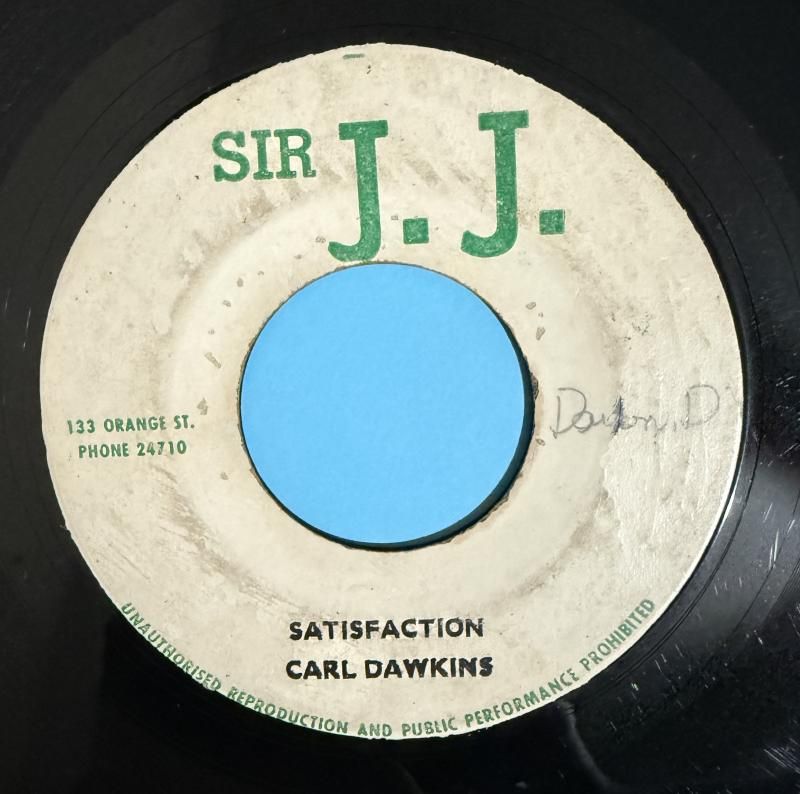 SIR J. J.
133 ORANGE ST.
PHONE 24710
SATISFACTION
CARL DAWKINS
UNAUTHORISED REPRODUCTION AND PUBLIC PERFORMANCE PROHIBITED